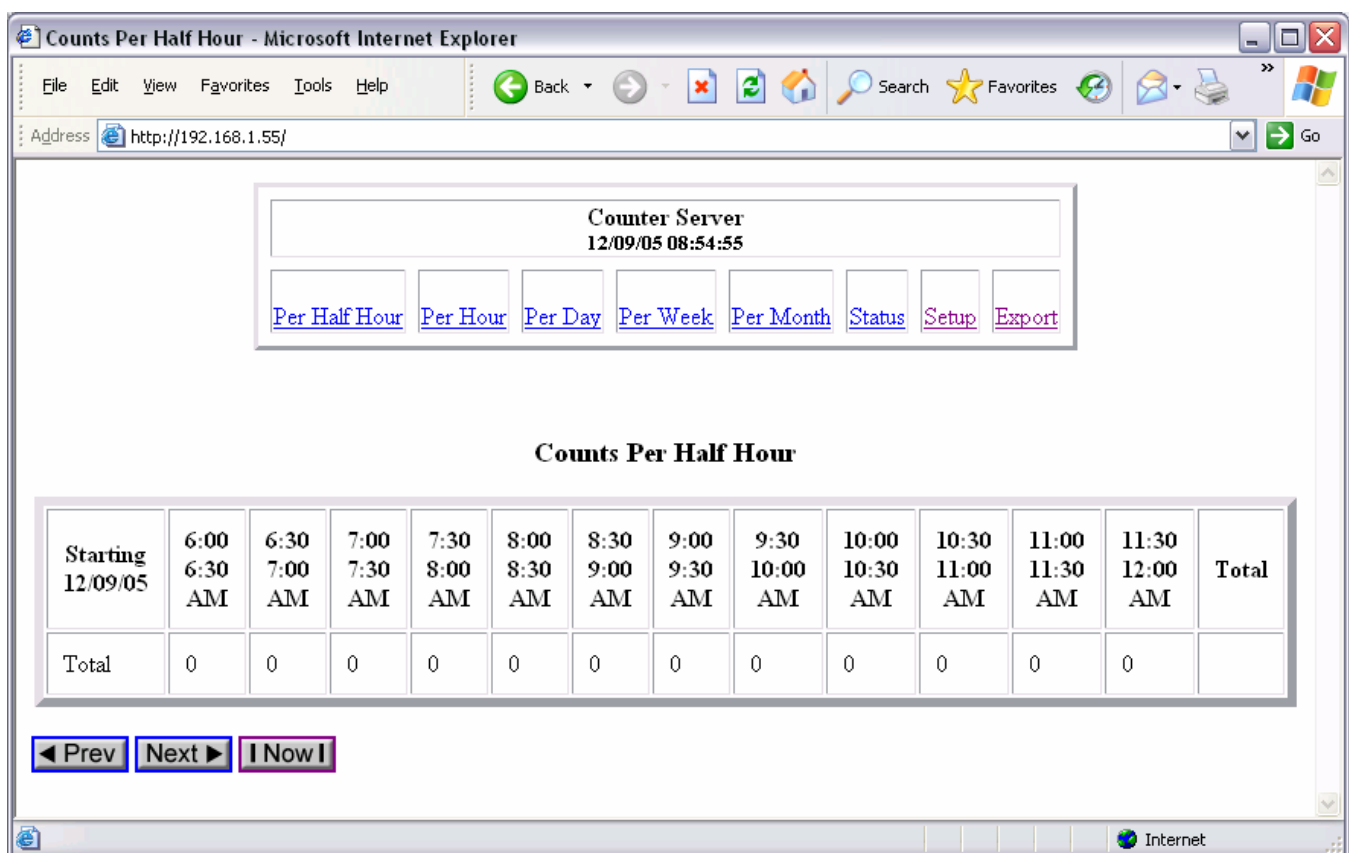 Counts Per Half Hour - Microsoft Internet Explorer
File Edit View Favorites Tools Help Back Search Favorites »
Address http://192.168.1.55/ Go
Counter Server
12/09/05 08:54:55
Per Half Hour Per Hour Per Day Per Week Per Month Status Setup Export
Counts Per Half Hour
Starting 12/09/05 6:00 6:30 AM 6:30 7:00 AM 7:00 7:30 AM 7:30 8:00 AM 8:00 8:30 AM 8:30 9:00 AM 9:00 9:30 AM 9:30 10:00 AM 10:00 10:30 AM 10:30 11:00 AM 11:00 11:30 AM 11:30 12:00 AM Total
Total 0 0 0 0 0 0 0 0 0 0 0 0
Prev Next Now
Internet